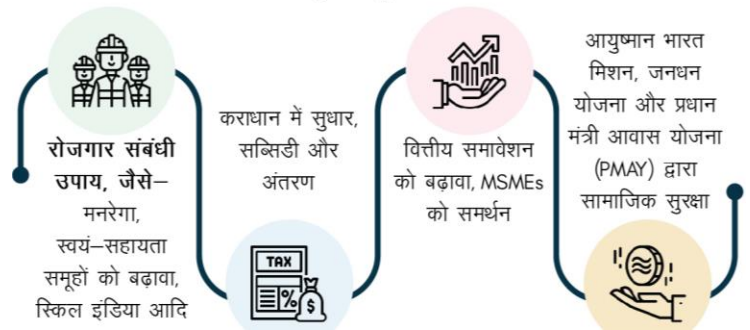 रोजगार संबंधी
उपाय, जैसे–
मनरेगा,
स्वयं–सहायता
समूहों को बढ़ावा,
स्किल इंडिया आदि
कराधान में सुधार,
सब्सिडी और
अंतरण
TAX
%
$
वित्तीय समावेशन
को बढ़ावा, MSMEs
को समर्थन
आयुष्मान भारत
मिशन, जनधन
योजना और प्रधान
मंत्री आवास योजना
(PMAY) द्वारा
सामाजिक सुरक्षा